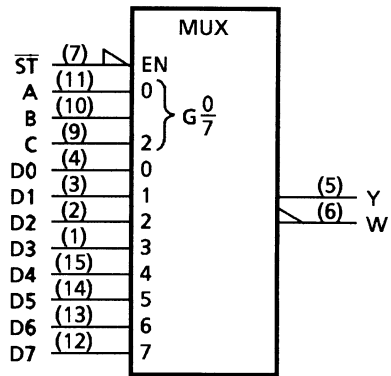 MUX
S̅T̅ (7) EN
A (11) 0
B (10) G 0/7
C (9) 2
D0 (4) 0
D1 (3) 1 (5) Y
D2 (2) 2 (6) W
D3 (1) 3
D4 (15) 4
D5 (14) 5
D6 (13) 6
D7 (12) 7